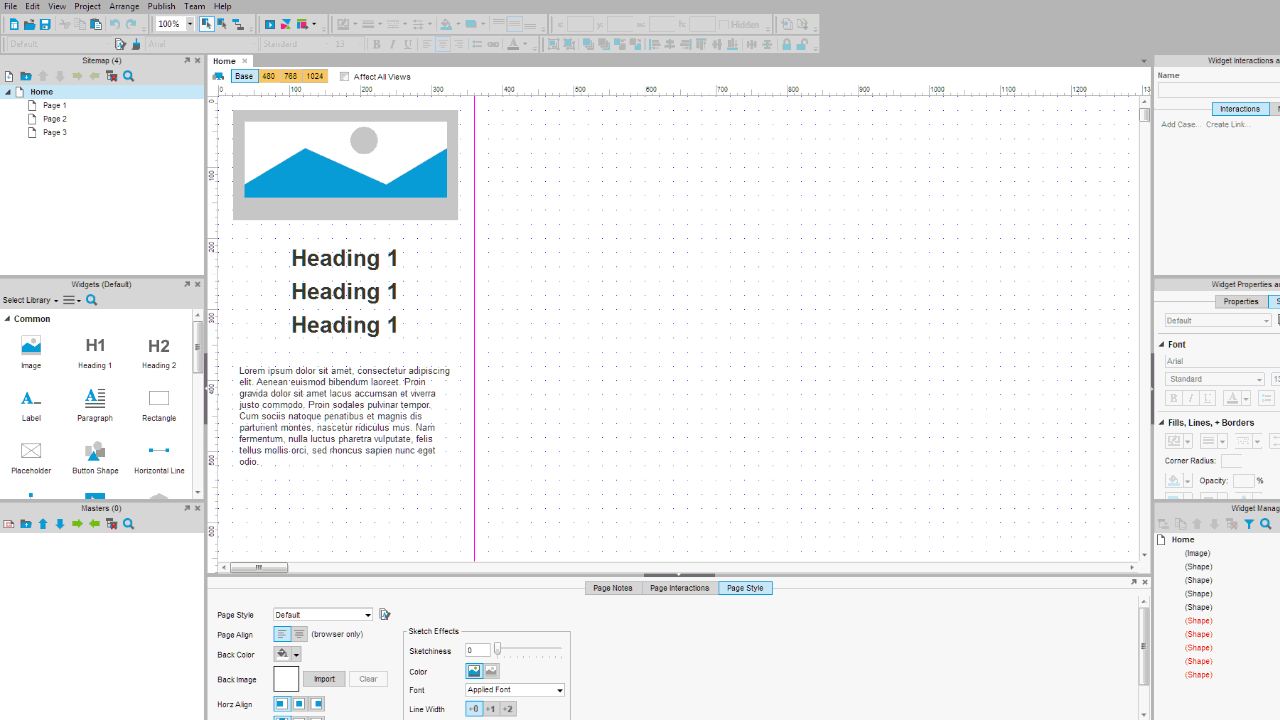 File Edit View Project Arrange Publish Team Help
100% x: y: w: h: Hidden
Default Arial Standard 13 B I U A
Sitemap (4)
Home
Page 1
Page 2
Page 3
Home
Base 480 768 1024 Affect All Views
0 100 200 300 400 500 600 700 800 900 1000 1100 1200
0
100
200
300
400
500
600
Heading 1
Heading 1
Heading 1
Lorem ipsum dolor sit amet, consectetur adipiscing
elit. Aenean euismod bibendum laoreet. Proin
gravida dolor sit amet lacus accumsan et viverra
justo commodo. Proin sodales pulvinar tempor.
Cum sociis natoque penatibus et magnis dis
parturient montes, nascetur ridiculus mus. Nam
fermentum, nulla luctus pharetra vulputate, felis
tellus mollis orci, sed rhoncus sapien nunc eget
odio.
Widgets (Default)
Select Library
Common
H1 H2
Image Heading 1 Heading 2
Label Paragraph Rectangle
Placeholder Button Shape Horizontal Line
Masters (0)
Page Notes Page Interactions Page Style
Page Style Default
Page Align (browser only)
Back Color
Back Image Import Clear
Horz Align
Sketch Effects
Sketchiness 0
Color
Font Applied Font
Line Width +0 +1 +2
Widget Interactions a
Name
Interactions
Add Case... Create Link...
Widget Properties a
Properties
Default
Font
Arial
Standard 13
B I U A
Fills, Lines, + Borders
Corner Radius:
Opacity: %
Widget Manag
Home
(Image)
(Shape)
(Shape)
(Shape)
(Shape)
(Shape)
(Shape)
(Shape)
(Shape)
(Shape)